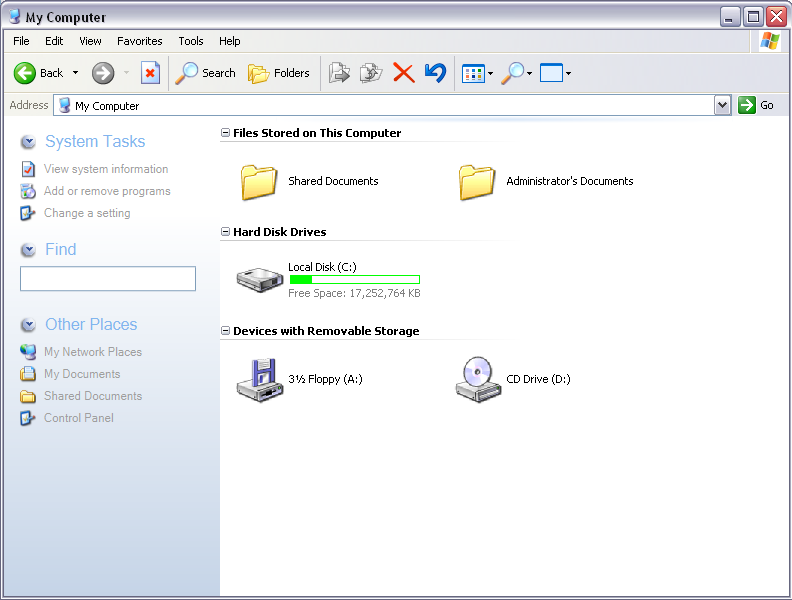 My Computer
File Edit View Favorites Tools Help
Back Search Folders
Address My Computer Go
System Tasks
View system information
Add or remove programs
Change a setting
Find
Other Places
My Network Places
My Documents
Shared Documents
Control Panel
Files Stored on This Computer
Shared Documents Administrator's Documents
Hard Disk Drives
Local Disk (C:)
Free Space: 17,252,764 KB
Devices with Removable Storage
3½ Floppy (A:) CD Drive (D:)